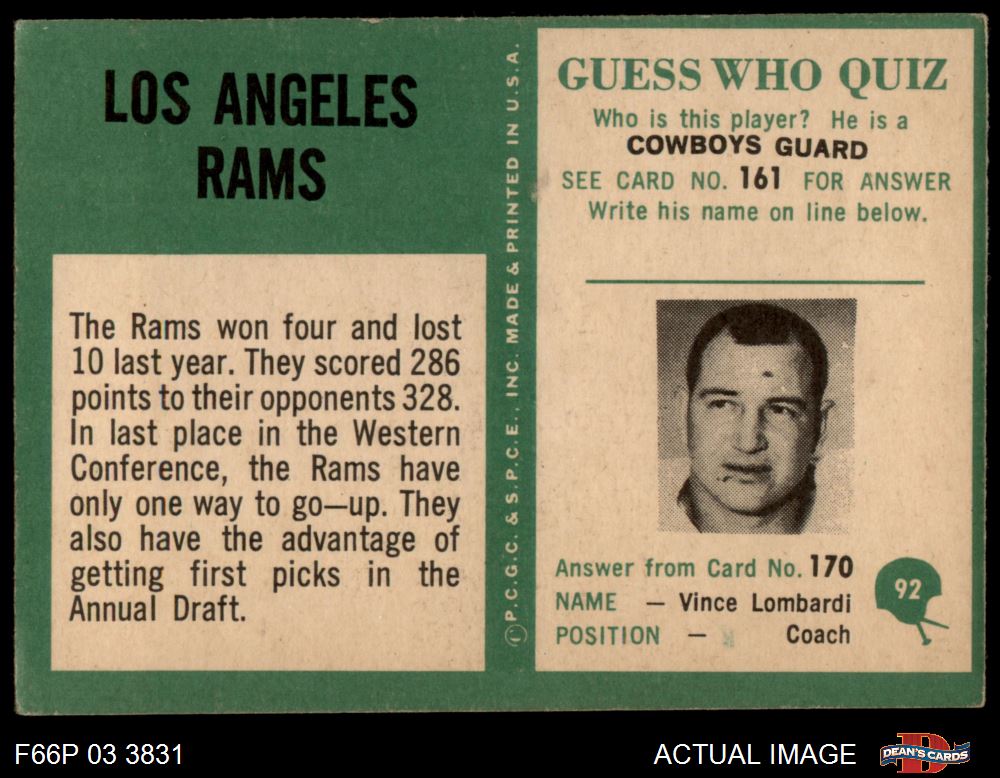 LOS ANGELES
RAMS
The Rams won four and lost
10 last year. They scored 286
points to their opponents 328.
In last place in the Western
Conference, the Rams have
only one way to go—up. They
also have the advantage of
getting first picks in the
Annual Draft.
©P.C.G.C. & S.P.C.E., INC. MADE & PRINTED IN U.S.A.
GUESS WHO QUIZ
Who is this player? He is a
COWBOYS GUARD
SEE CARD NO. 161 FOR ANSWER
Write his name on line below.
Answer from Card No. 170
NAME — Vince Lombardi
POSITION — Coach
92
F66P 03 3831
ACTUAL IMAGE
DEAN'S CARDS